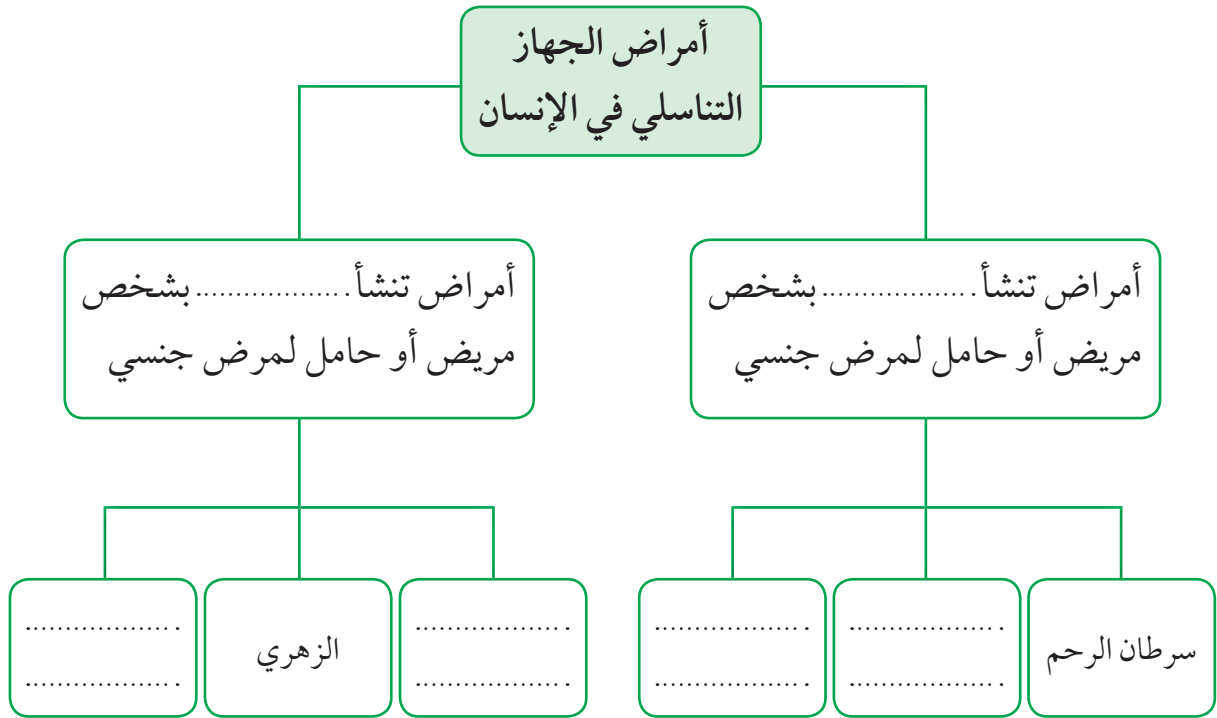 أمراض الجهاز
التناسلي في الإنسان
أمراض تنشأ .................. بشخص
مريض أو حامل لمرض جنسي
أمراض تنشأ .................. بشخص
مريض أو حامل لمرض جنسي
سرطان الرحم
..................
..................
..................
..................
..................
..................
الزهري
..................
..................